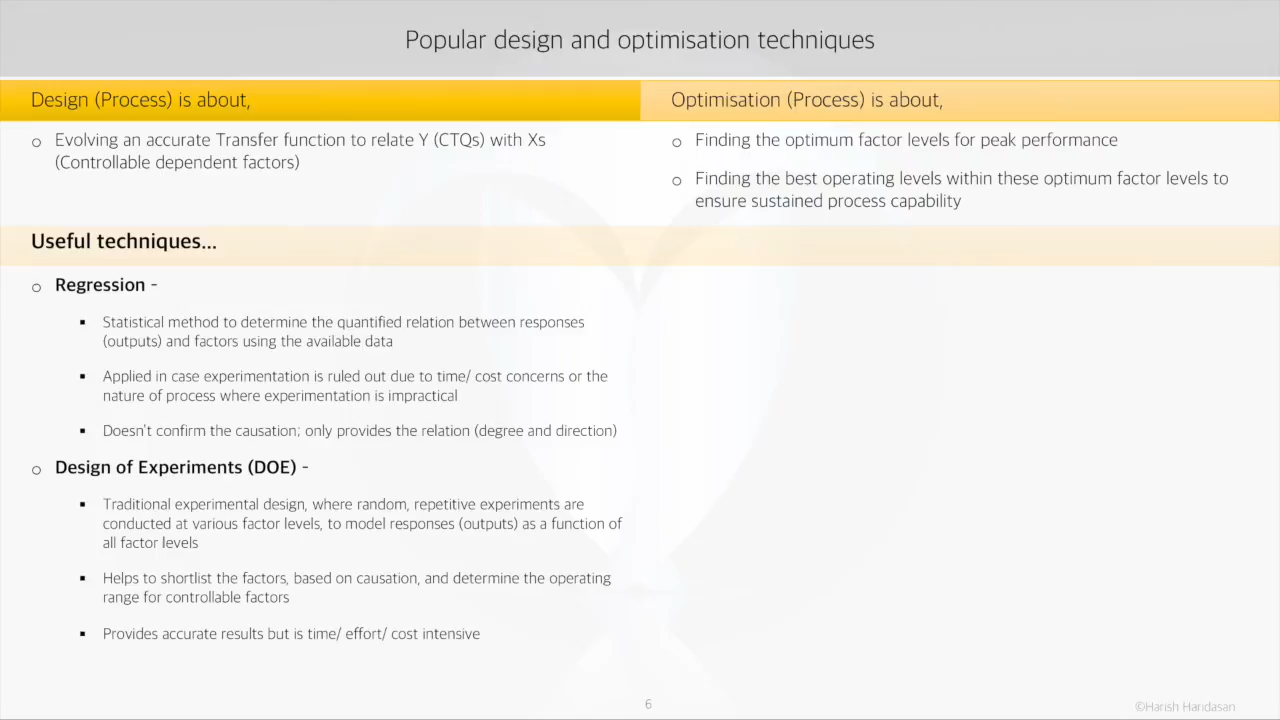 Popular design and optimisation techniques
Design (Process) is about,
Optimisation (Process) is about,
o Evolving an accurate Transfer function to relate Y (CTQs) with Xs
(Controllable dependent factors)
o Finding the optimum factor levels for peak performance
o Finding the best operating levels within these optimum factor levels to
ensure sustained process capability
Useful techniques...
o Regression -
▪ Statistical method to determine the quantified relation between responses
(outputs) and factors using the available data
▪ Applied in case experimentation is ruled out due to time/ cost concerns or the
nature of process where experimentation is impractical
▪ Doesn't confirm the causation; only provides the relation (degree and direction)
o Design of Experiments (DOE) -
▪ Traditional experimental design, where random, repetitive experiments are
conducted at various factor levels, to model responses (outputs) as a function of
all factor levels
▪ Helps to shortlist the factors, based on causation, and determine the operating
range for controllable factors
▪ Provides accurate results but is time/ effort/ cost intensive
6
©Harish Haridasan